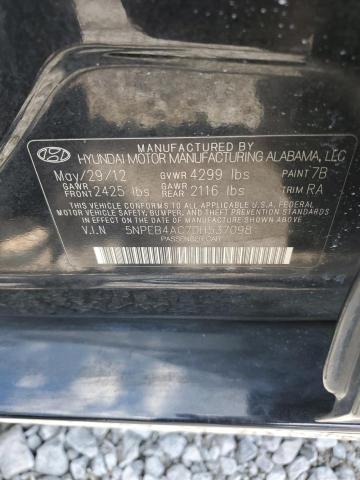 MANUFACTURED BY
HYUNDAI MOTOR MANUFACTURING ALABAMA, LLC
May/29/12 GVWR 4299 lbs PAINT 7B
GAWR FRONT 2425 lbs GAWR REAR 2116 lbs TRIM RA
THIS VEHICLE CONFORMS TO ALL APPLICABLE U.S. FEDERAL MOTOR
VEHICLE SAFETY, BUMPER, AND THEFT PREVENTION STANDARDS
IN EFFECT ON THE DATE OF MANUFACTURE SHOWN ABOVE.
V.I.N 5NPEB4AC7DH537098
PASSENGER CAR